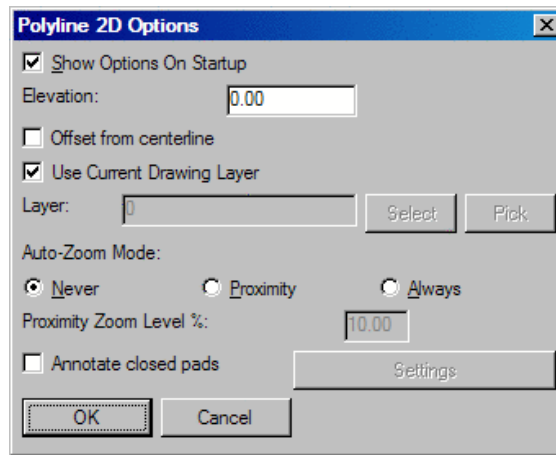 Polyline 2D Options
Show Options On Startup
Elevation: 0.00
Offset from centerline
Use Current Drawing Layer
Layer: 0 Select Pick
Auto-Zoom Mode:
Never Proximity Always
Proximity Zoom Level %: 10.00
Annotate closed pads Settings
OK Cancel